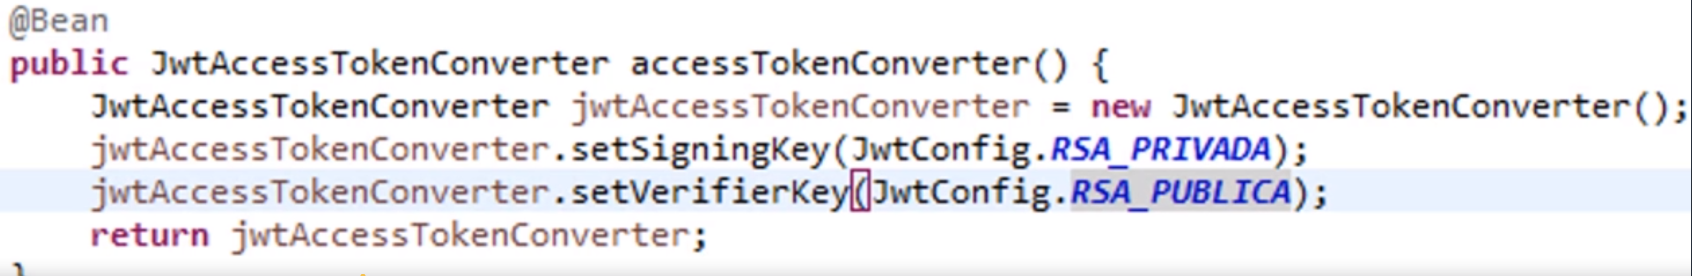 @Bean
public JwtAccessTokenConverter accessTokenConverter() {
    JwtAccessTokenConverter jwtAccessTokenConverter = new JwtAccessTokenConverter();
    jwtAccessTokenConverter.setSigningKey(JwtConfig.RSA_PRIVADA);
    jwtAccessTokenConverter.setVerifierKey(JwtConfig.RSA_PUBLICA);
    return jwtAccessTokenConverter;
}